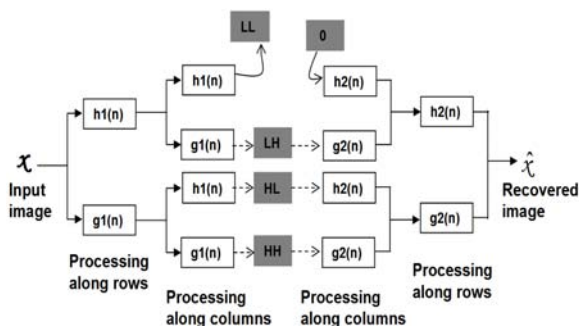 LL
0
h1(n)
h2(n)
h1(n)
h2(n)
g1(n)
LH
g2(n)
x
x̂
Input
image
h1(n)
HL
h2(n)
Recovered
image
g1(n)
g2(n)
g1(n)
HH
g2(n)
Processing
along rows
Processing
along columns
Processing
along columns
Processing
along rows